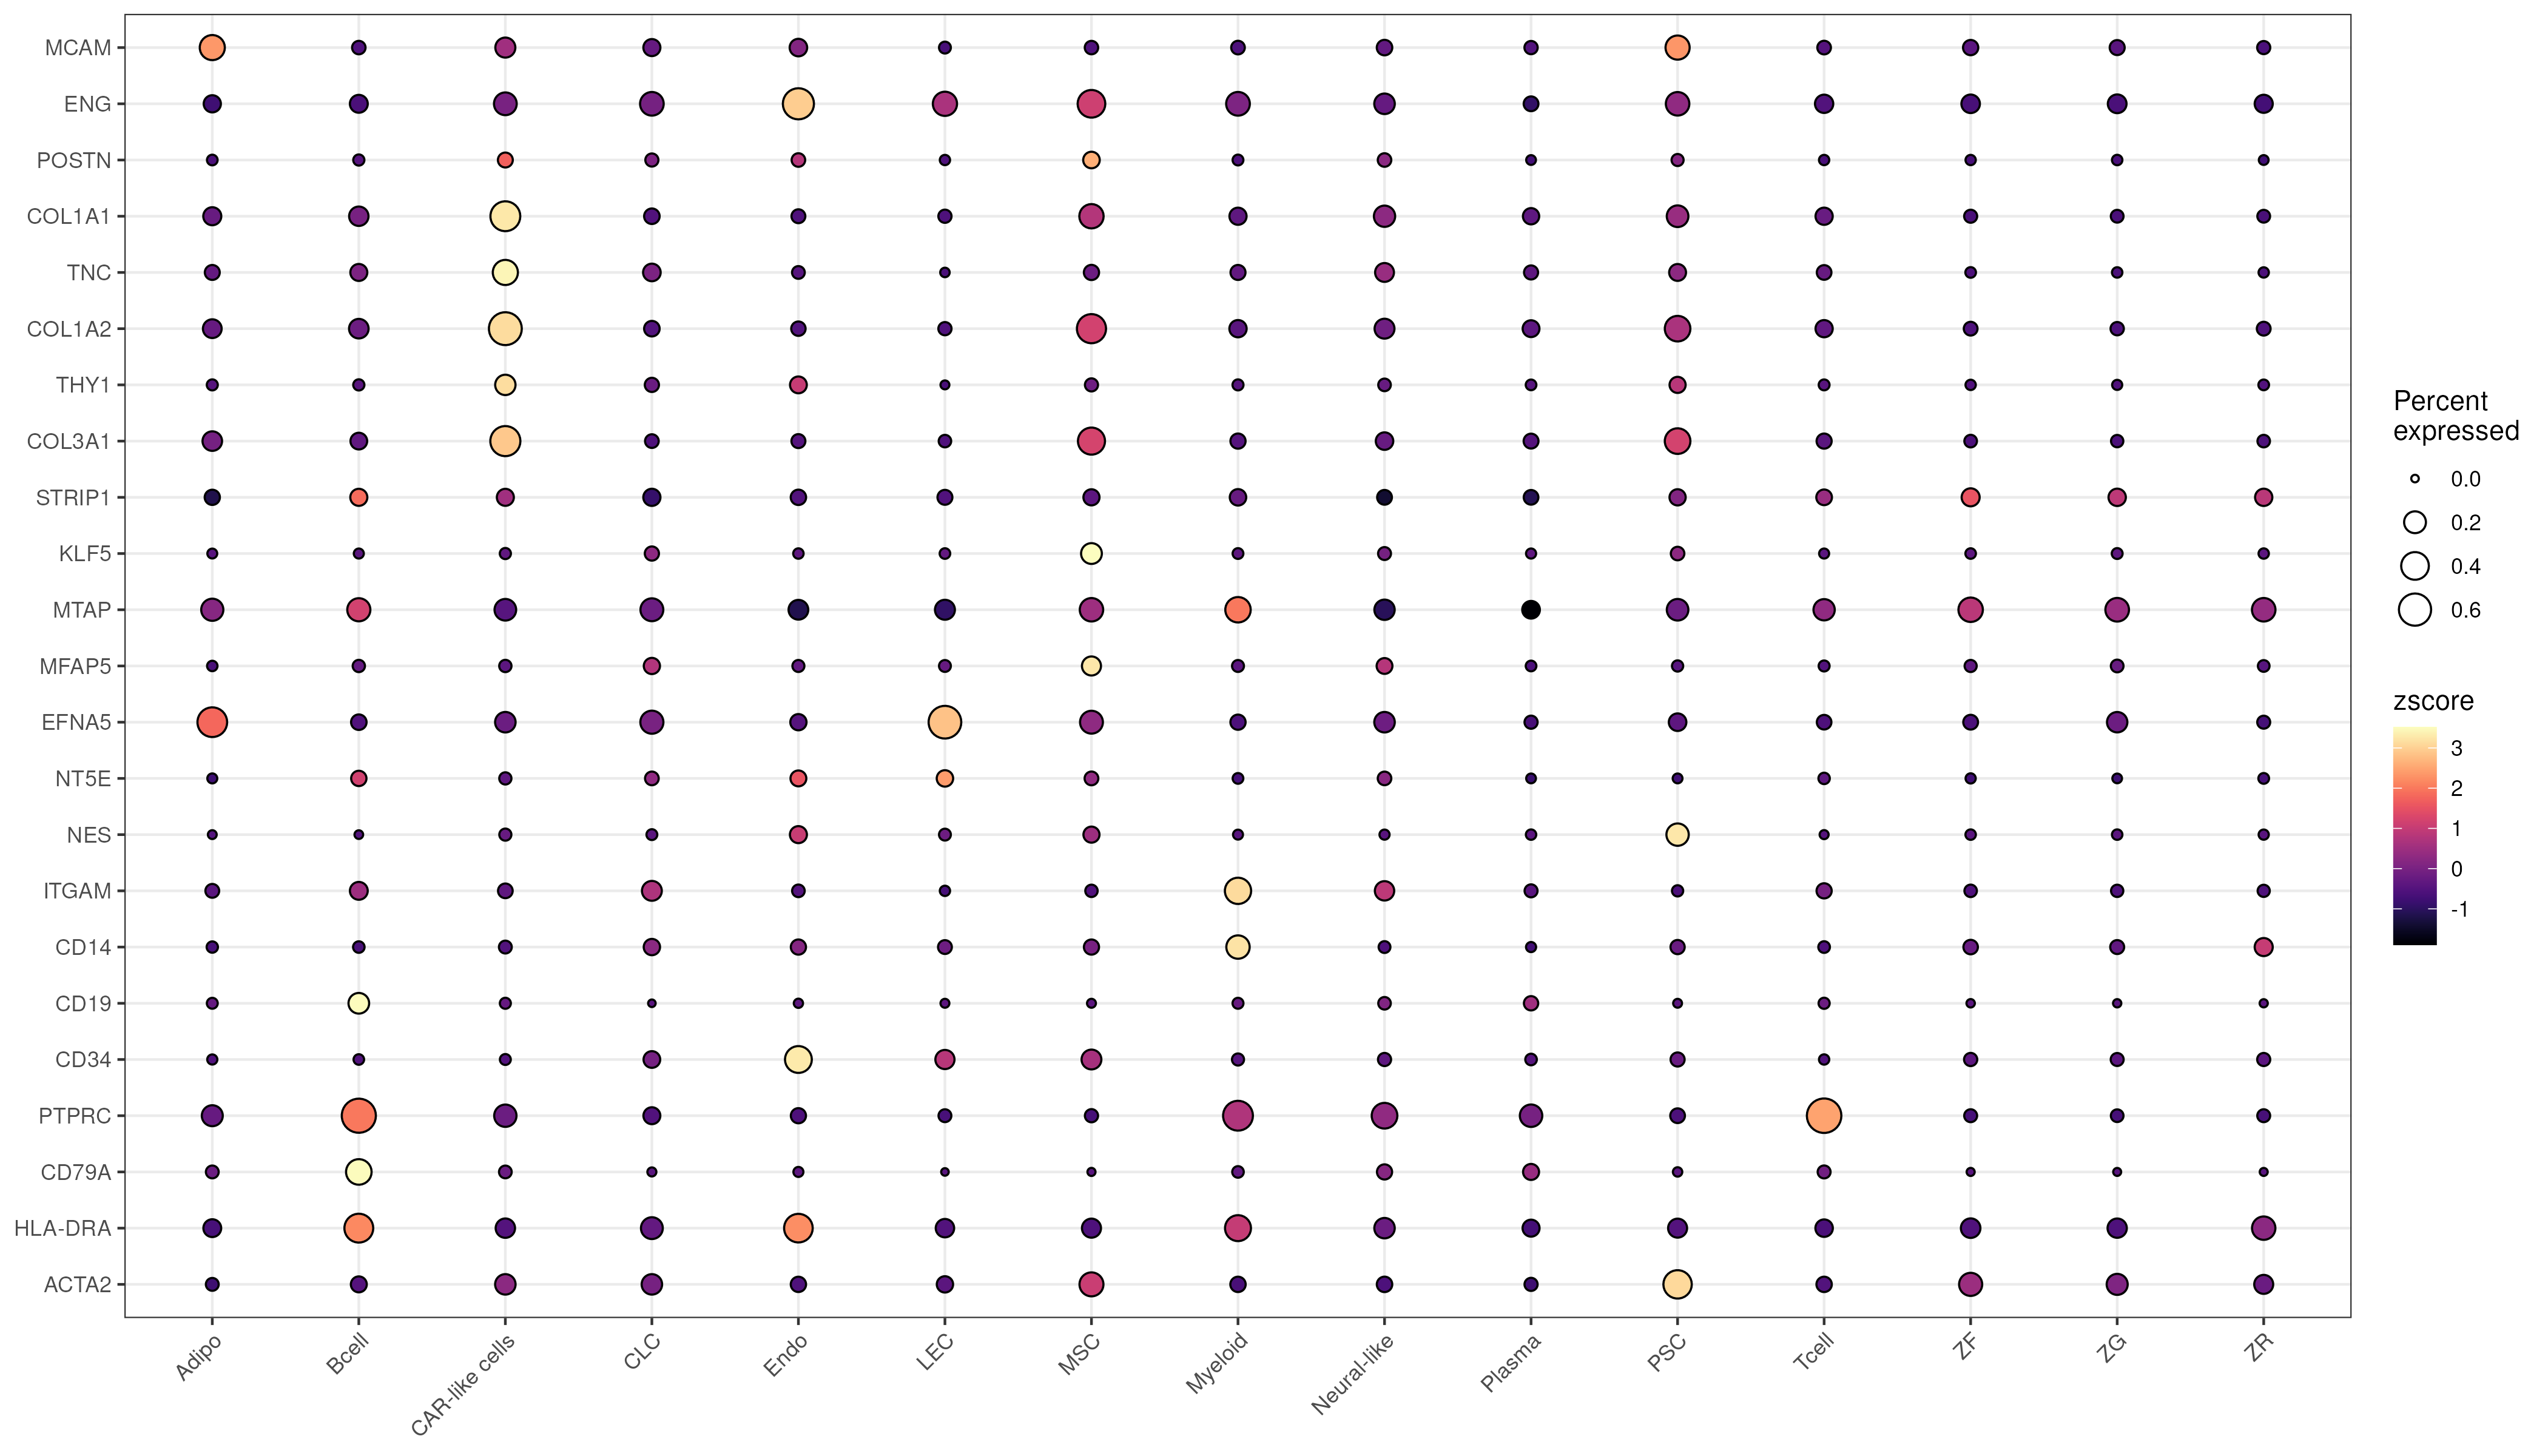 MCAM
ENG
POSTN
COL1A1
TNC
COL1A2
THY1
COL3A1
STRIP1
KLF5
MTAP
MFAP5
EFNA5
NT5E
NES
ITGAM
CD14
CD19
CD34
PTPRC
CD79A
HLA-DRA
ACTA2
Adipo
Bcell
CAR-like cells
CLC
Endo
LEC
MSC
Myeloid
Neural-like
Plasma
PSC
Tcell
ZF
ZG
ZR
Percent
expressed
0.0
0.2
0.4
0.6
zscore
3
2
1
0
-1